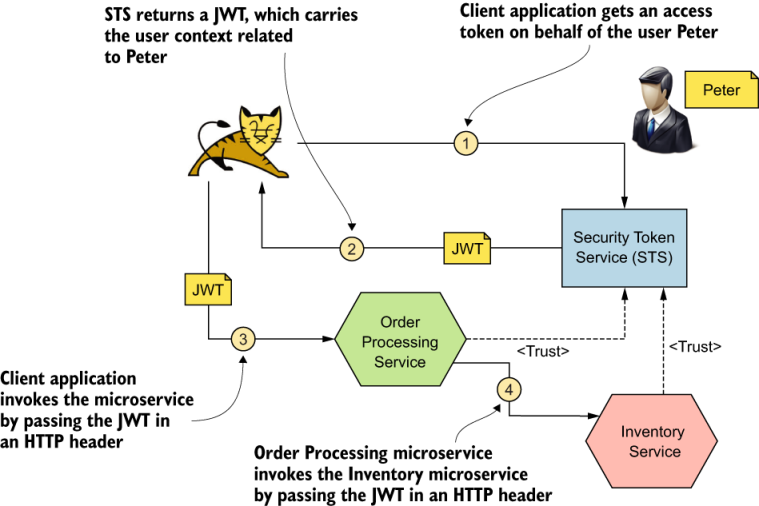 STS returns a JWT, which carries
the user context related
to Peter
Client application gets an access
token on behalf of the user Peter
Peter
1
2
JWT
Security Token
Service (STS)
JWT
3
Order
Processing
Service
<Trust>
<Trust>
4
Client application
invokes the microservice
by passing the JWT in
an HTTP header
Inventory
Service
Order Processing microservice
invokes the Inventory microservice
by passing the JWT in an HTTP header